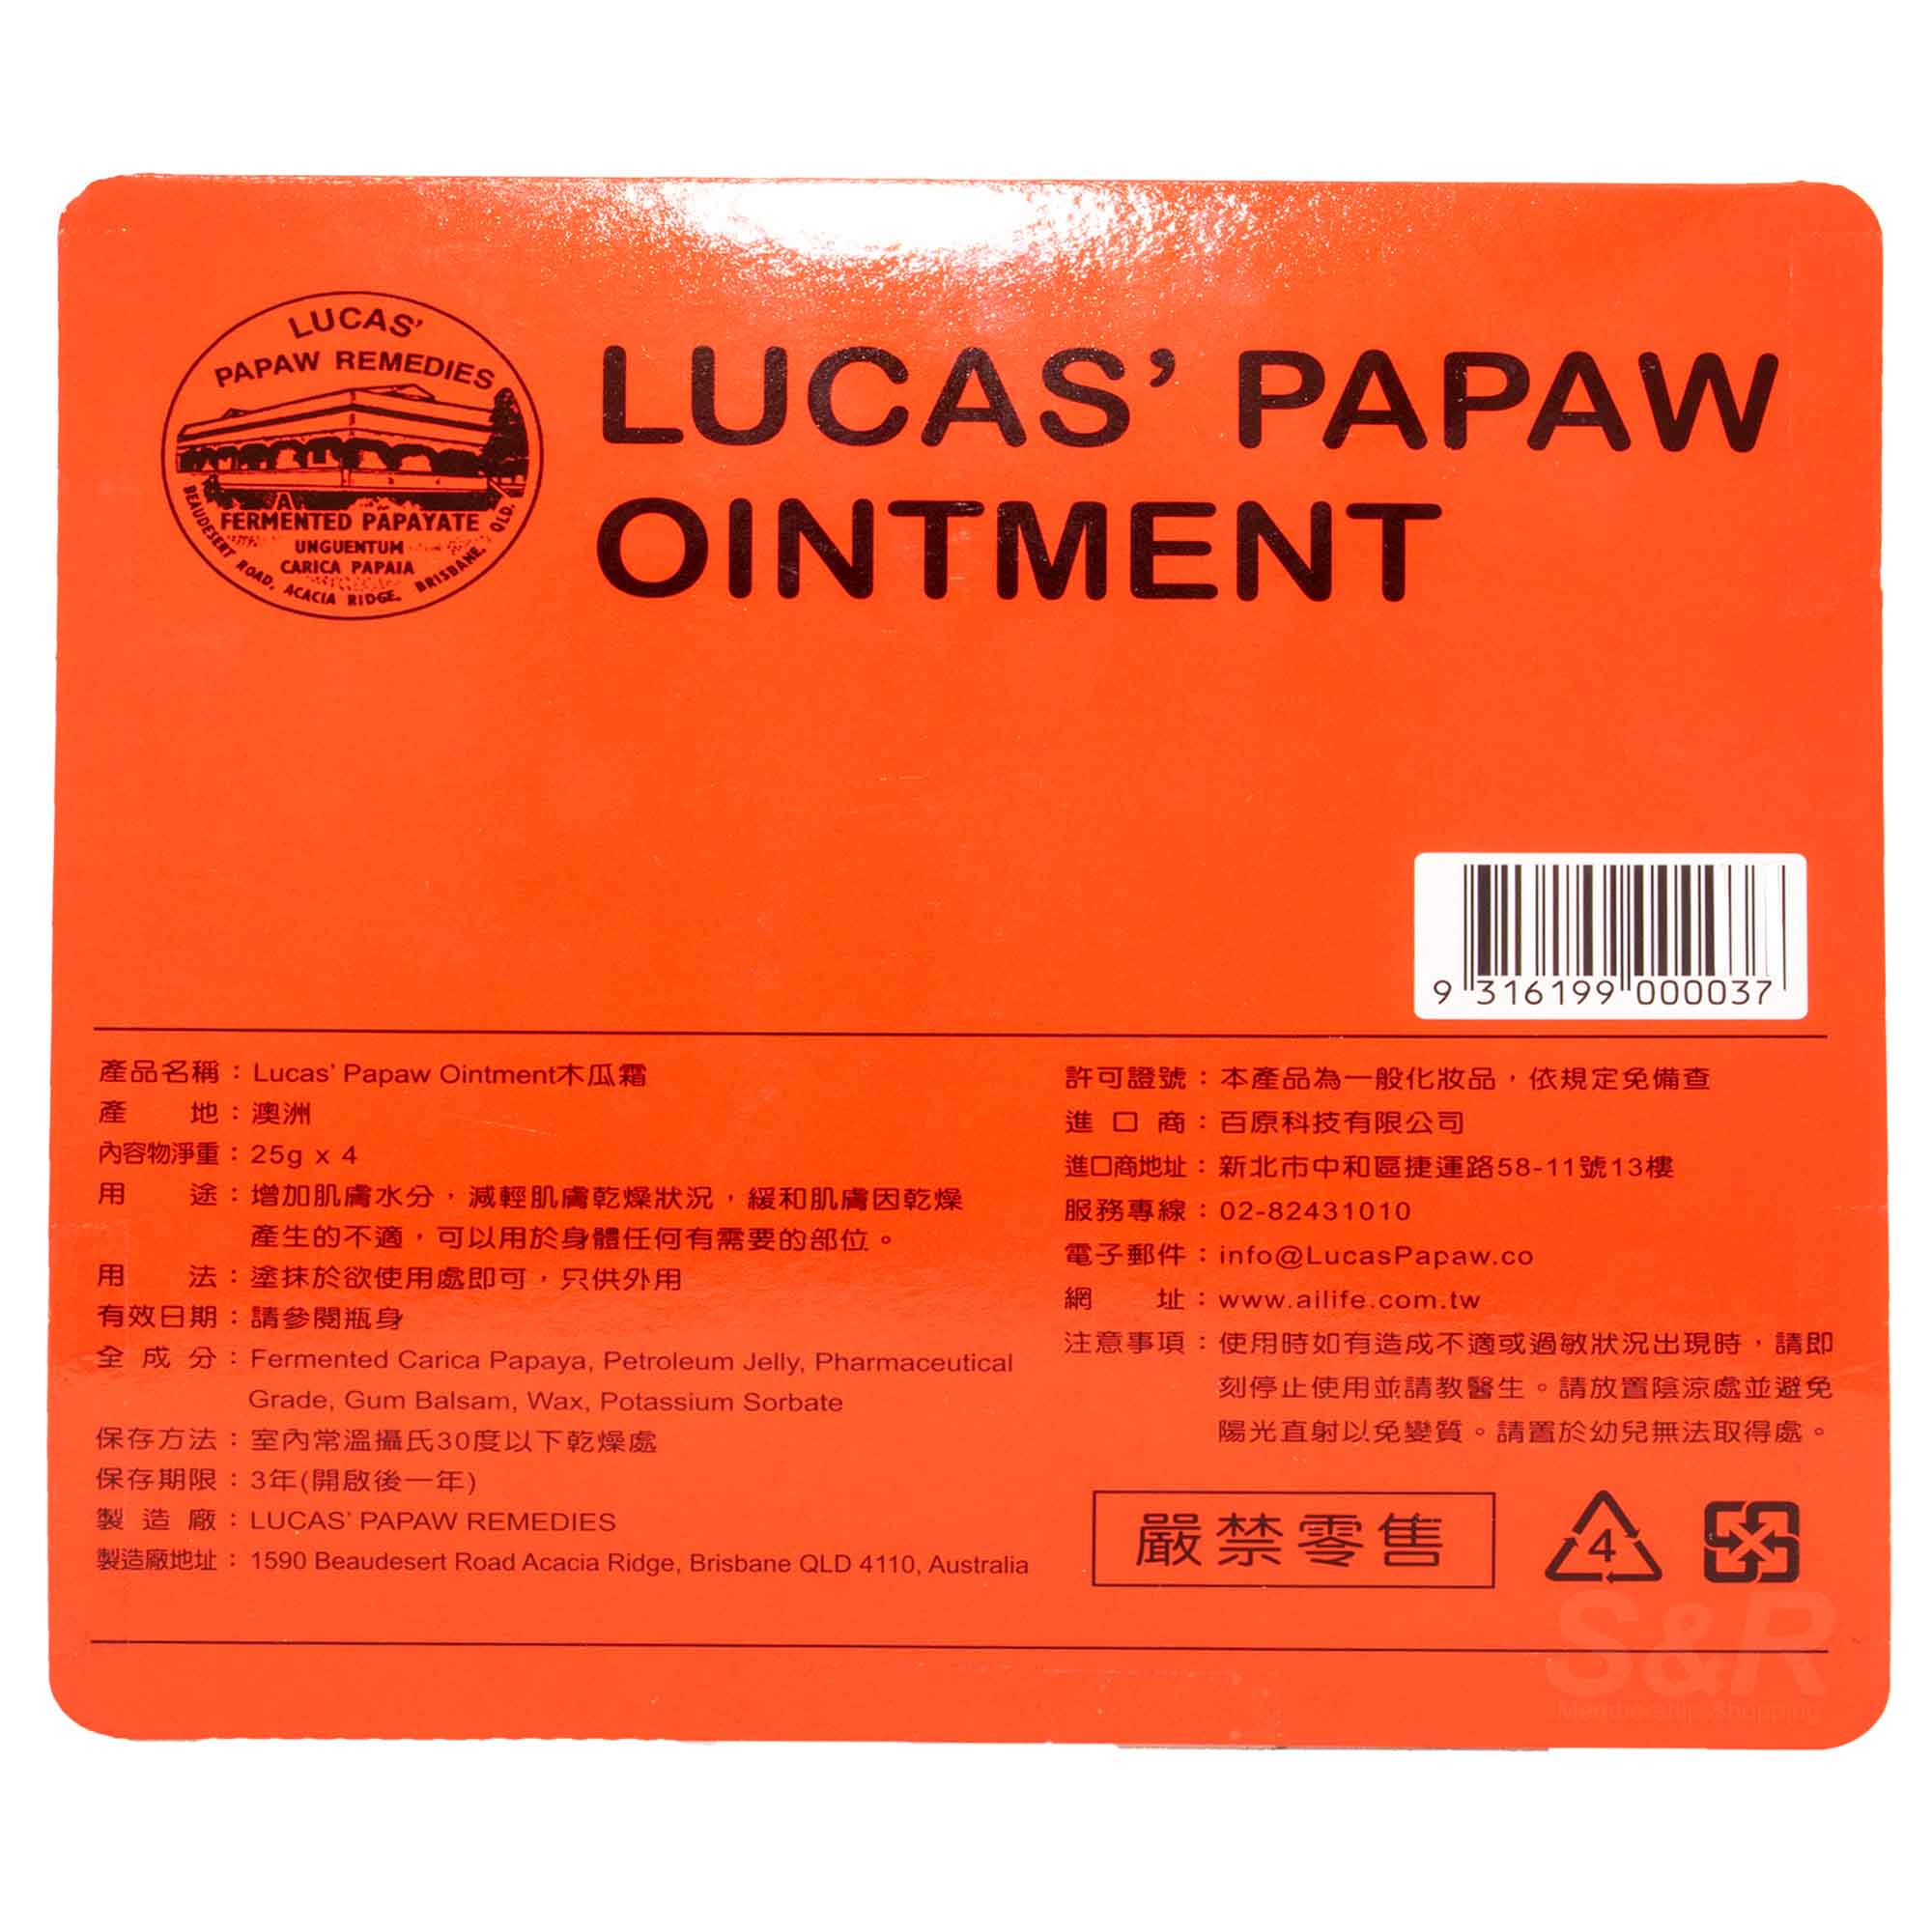 LUCAS'
PAPAW REMEDIES
A
FERMENTED PAPAYATE
UNGUENTUM
CARICA PAPAIA
BEAUDESERT ROAD, ACACIA RIDGE. BRISBANE. QLD.
LUCAS' PAPAW
OINTMENT
9 316199 000037
產品名稱：Lucas' Papaw Ointment木瓜霜
產 地：澳洲
內容物淨重：25g x 4
用 途：增加肌膚水分，減輕肌膚乾燥狀況，緩和肌膚因乾燥
產生的不適，可以用於身體任何有需要的部位。
用 法：塗抹於欲使用處即可，只供外用
有效日期：請參閱瓶身
全 成 分：Fermented Carica Papaya, Petroleum Jelly, Pharmaceutical
Grade, Gum Balsam, Wax, Potassium Sorbate
保存方法：室內常溫攝氏30度以下乾燥處
保存期限：3年(開啟後一年)
製 造 廠：LUCAS' PAPAW REMEDIES
製造廠地址：1590 Beaudesert Road Acacia Ridge, Brisbane QLD 4110, Australia
許可證號：本產品為一般化妝品，依規定免備查
進 口 商：百原科技有限公司
進口商地址：新北市中和區捷運路58-11號13樓
服務專線：02-82431010
電子郵件：info@LucasPapaw.co
網 址：www.ailife.com.tw
注意事項：使用時如有造成不適或過敏狀況出現時，請即
刻停止使用並請教醫生。請放置陰涼處並避免
陽光直射以免變質。請置於幼兒無法取得處。
嚴禁零售
4
S&R
Membership Shopping